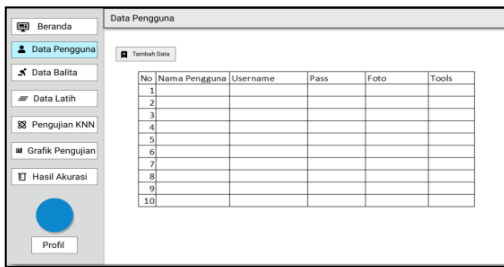 Beranda
Data Pengguna
Data Balita
Data Latih
Pengujian KNN
Grafik Pengujian
Hasil Akurasi
Profil
Data Pengguna
Tambah Data
No Nama Pengguna Username Pass Foto Tools
1
2
3
4
5
6
7
8
9
10